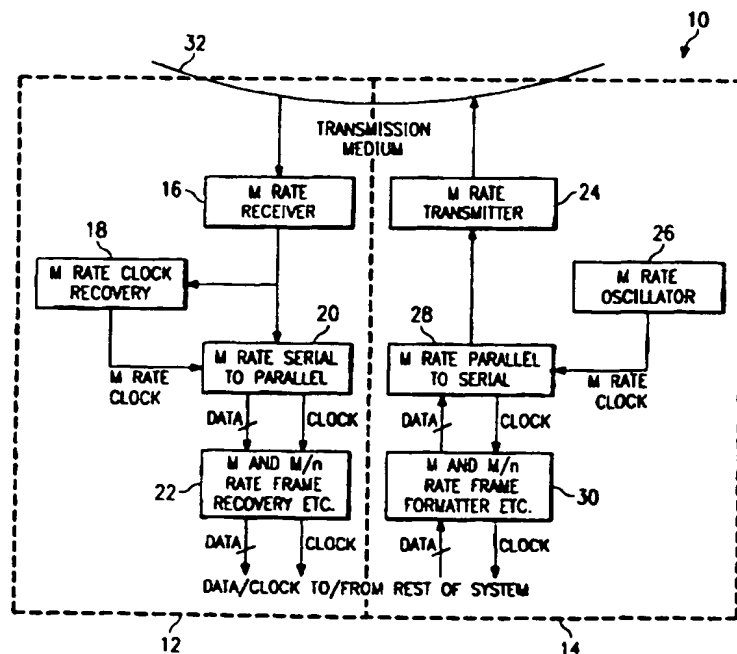 10
32
TRANSMISSION
MEDIUM
16
M RATE
RECEIVER
M RATE
TRANSMITTER
24
18
M RATE CLOCK
RECOVERY
26
M RATE
OSCILLATOR
20
M RATE SERIAL
TO PARALLEL
28
M RATE PARALLEL
TO SERIAL
M RATE
CLOCK
M RATE
CLOCK
DATA
CLOCK
DATA
CLOCK
22
M AND M/n
RATE FRAME
RECOVERY ETC.
M AND M/n
RATE FRAME
FORMATTER ETC.
30
DATA
CLOCK
DATA
CLOCK
DATA/CLOCK TO/FROM REST OF SYSTEM
12
14